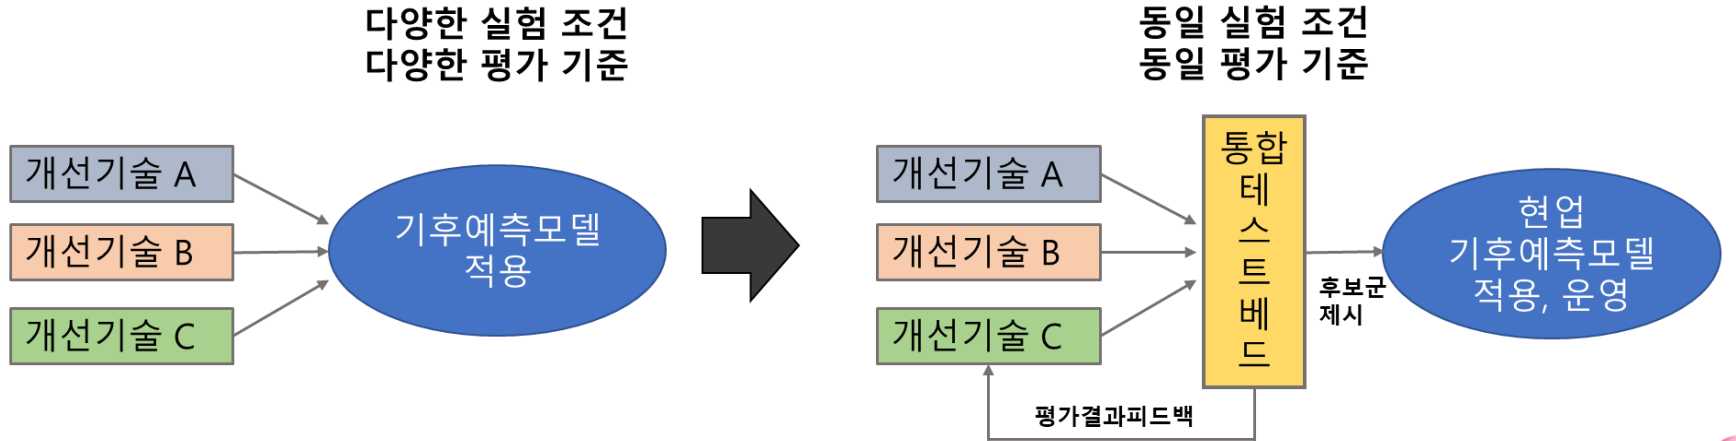 다양한 실험 조건
다양한 평가 기준
개선기술 A
개선기술 B
개선기술 C
기후예측모델
적용
동일 실험 조건
동일 평가 기준
개선기술 A
개선기술 B
개선기술 C
통합
테
스
트
베
드
후보군
제시
현업
기후예측모델
적용, 운영
평가결과피드백